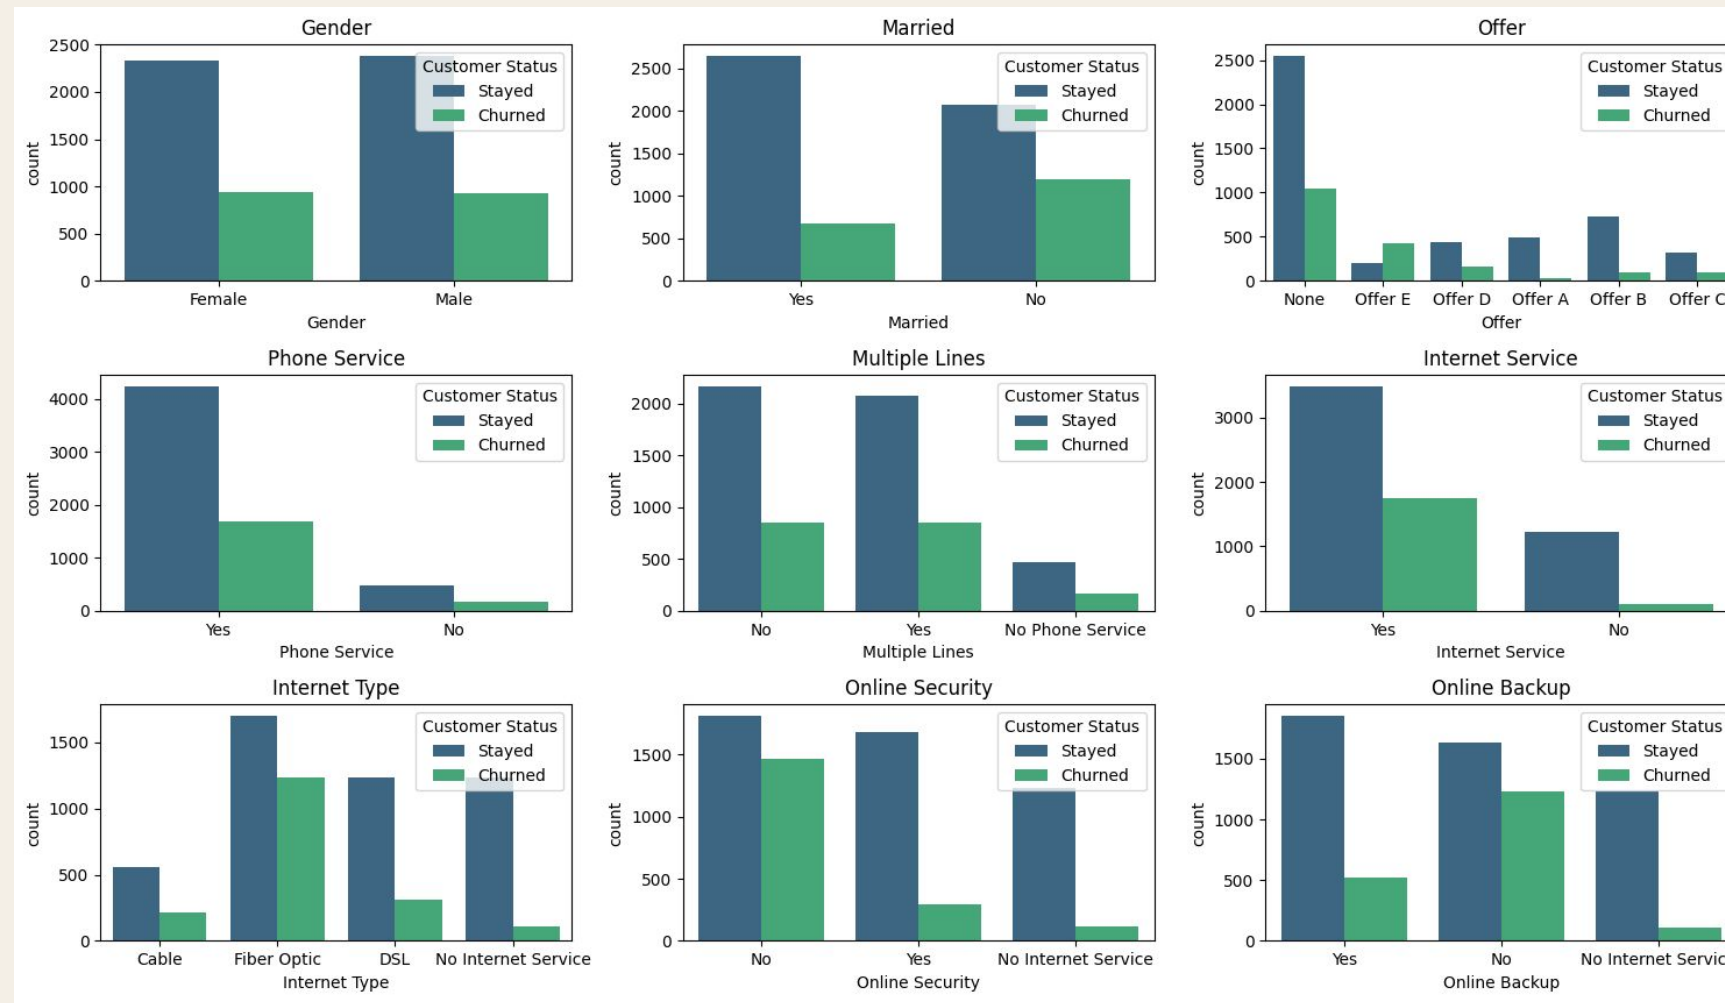 Gender
2500
2000
1500
1000
500
0
count
Female Male
Gender
Customer Status
Stayed
Churned
Married
2500
2000
1500
1000
500
0
count
Yes No
Married
Customer Status
Stayed
Churned
Offer
2500
2000
1500
1000
500
0
count
None Offer E Offer D Offer A Offer B Offer C
Offer
Customer Status
Stayed
Churned
Phone Service
4000
3000
2000
1000
0
count
Yes No
Phone Service
Customer Status
Stayed
Churned
Multiple Lines
2000
1500
1000
500
0
count
No Yes No Phone Service
Multiple Lines
Customer Status
Stayed
Churned
Internet Service
3000
2000
1000
0
count
Yes No
Internet Service
Customer Status
Stayed
Churned
Internet Type
1500
1000
500
0
count
Cable Fiber Optic DSL No Internet Service
Internet Type
Customer Status
Stayed
Churned
Online Security
1500
1000
500
0
count
No Yes No Internet Service
Online Security
Customer Status
Stayed
Churned
Online Backup
1500
1000
500
0
count
Yes No No Internet Servic
Online Backup
Customer Status
Stayed
Churned